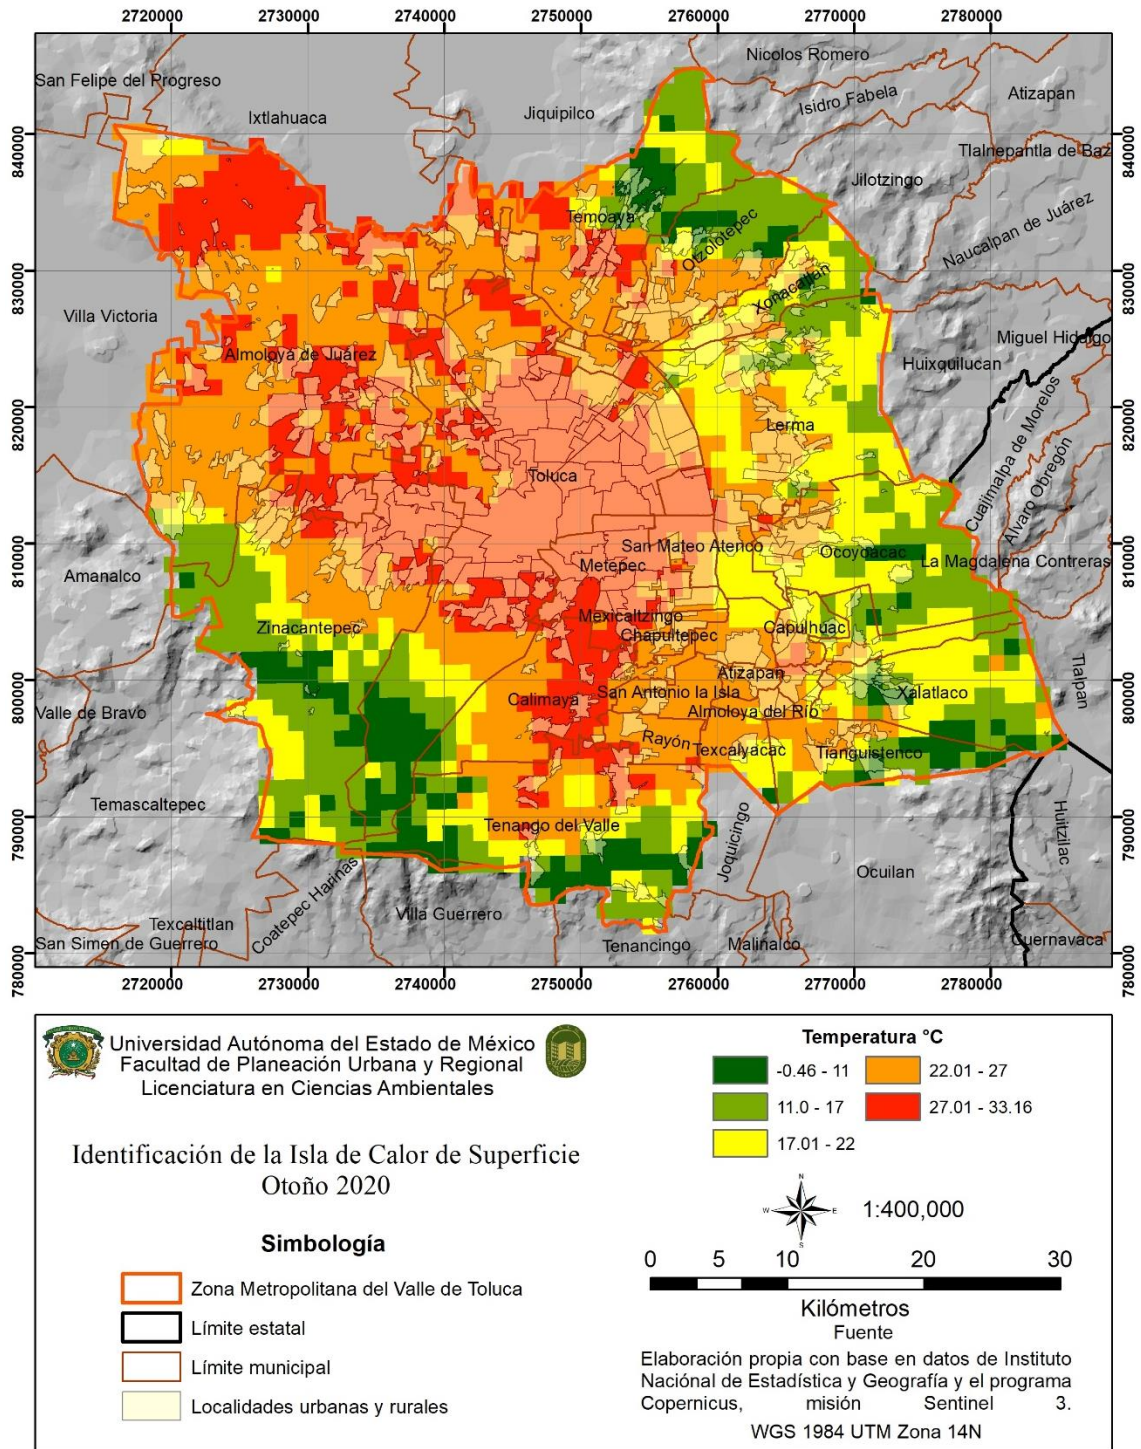 2720000 2730000 2740000 2750000 2760000 2770000 2780000
Nicolos Romero
San Felipe del Progreso
Isidro Fabela
Atizapan
Ixtlahuaca
Jiquipilco
840000
840000
Tlalnepantla de Baz
Jilotzingo
Naucalpan de Juárez
Temoaya
Otzolotepec
830000
830000
Xonacatlan
Villa Victoria
Miguel Hidalgo
Almoloya de Juárez
Huixquilucan
820000
820000
Lerma
Cuajimalpa de Morelos
Alvaro Obregón
Toluca
810000
810000
San Mateo Atenco
Ocoyoacac
La Magdalena Contreras
Metepec
Amanalco
Mexicaltzingo
Zinacantepec
Chapultepec
Capulhuac
Tlalpan
800000
800000
Atizapan
Calimaya
San Antonio la Isla
Xalatlaco
Valle de Bravo
Almoloya del Río
Rayón
Texcalyacac
Tianguistenco
Temascaltepec
790000
790000
Tenango del Valle
Joquicingo
Huitzilac
Ocuilan
Coatepec Harinas
Villa Guerrero
Texcaltitlan
San Simen de Guerrero
Tenancingo
Malinalco
Cuernavaca
780000
780000
2720000 2730000 2740000 2750000 2760000 2770000 2780000
Universidad Autónoma del Estado de México
Facultad de Planeación Urbana y Regional
Licenciatura en Ciencias Ambientales
Identificación de la Isla de Calor de Superficie
Otoño 2020
Simbología
Zona Metropolitana del Valle de Toluca
Límite estatal
Límite municipal
Localidades urbanas y rurales
Temperatura °C
-0.46 - 11
22.01 - 27
11.0 - 17
27.01 - 33.16
17.01 - 22
N
W E
S
1:400,000
0 5 10 20 30
Kilómetros
Fuente
Elaboración propia con base en datos de Instituto
Naciónal de Estadística y Geografía y el programa
Copernicus, misión Sentinel 3.
WGS 1984 UTM Zona 14N